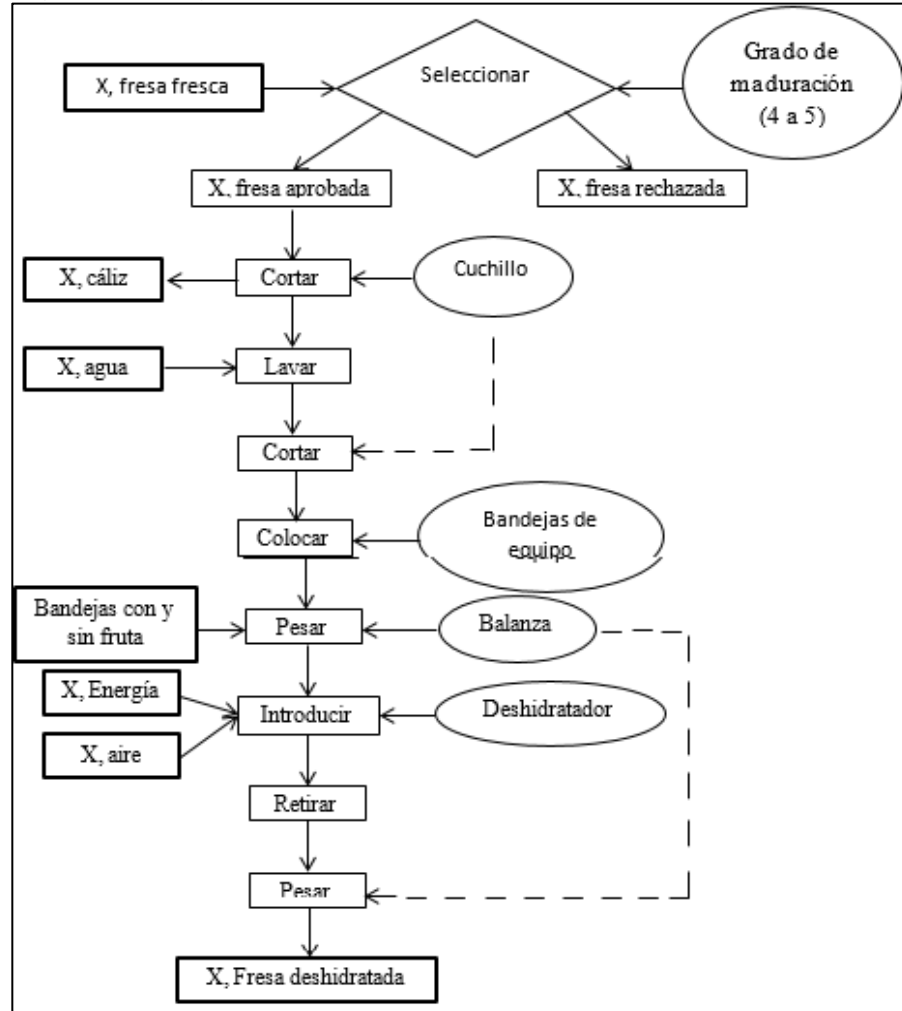 Seleccionar
Grado de
maduración
(4 a 5)
X, fresa fresca
X, fresa aprobada
X, fresa rechazada
X, cáliz
Cortar
Cuchillo
X, agua
Lavar
Cortar
Colocar
Bandejas de
equipo
Bandejas con y
sin fruta
Pesar
Balanza
X, Energía
Introducir
Deshidratador
X, aire
Retirar
Pesar
X, Fresa deshidratada